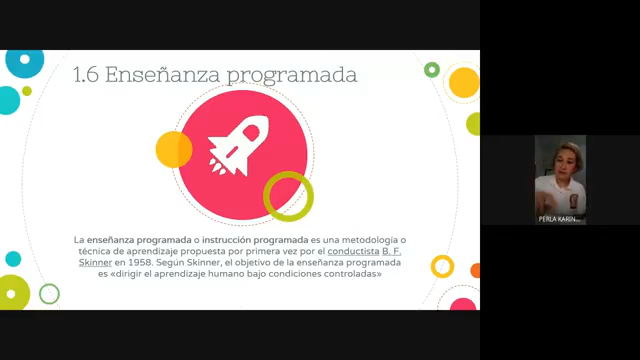 1.6 Enseñanza programada
La enseñanza programada o instrucción programada es una metodología o
técnica de aprendizaje propuesta por primera vez por el conductista B. F.
Skinner en 1958. Según Skinner, el objetivo de la enseñanza programada
es «dirigir el aprendizaje humano bajo condiciones controladas»
PERLA KARIN...